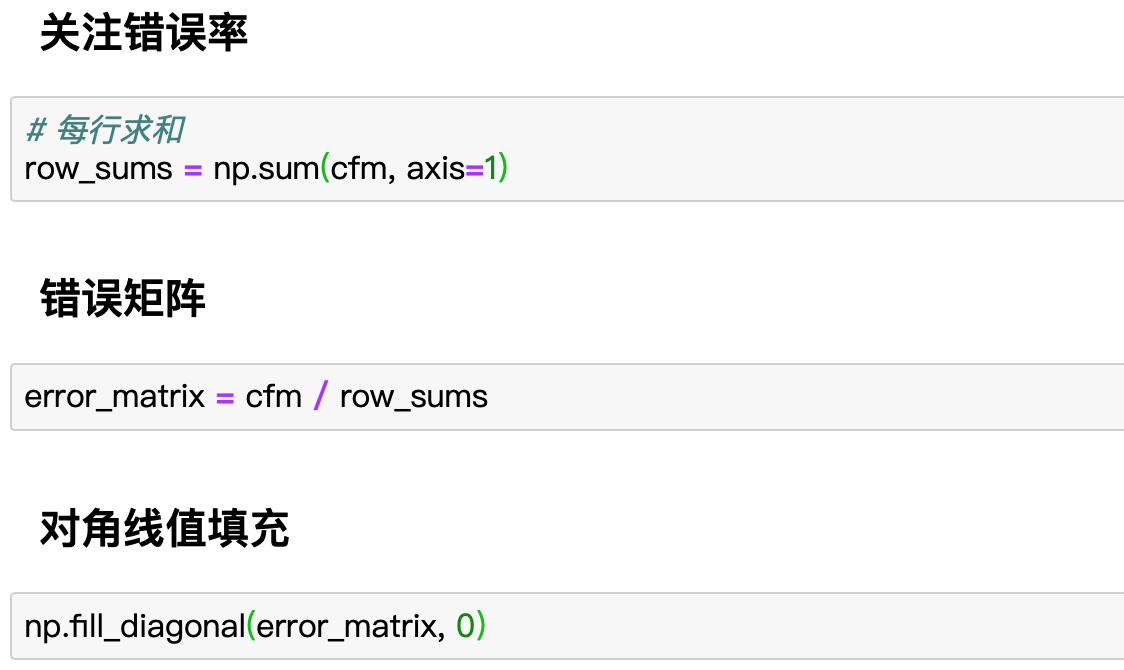 关注错误率
# 每行求和
row_sums = np.sum(cfm, axis=1)
错误矩阵
error_matrix = cfm / row_sums
对角线值填充
np.fill_diagonal(error_matrix, 0)